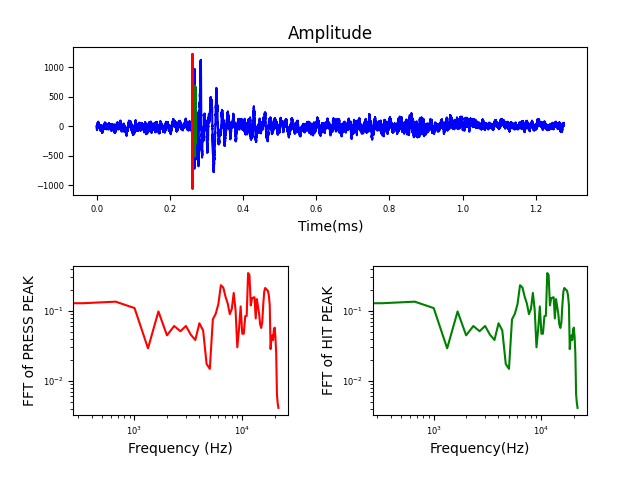 Amplitude
1000
500
0
−500
−1000
0.0 0.2 0.4 0.6 0.8 1.0 1.2
Time(ms)
FFT of PRESS PEAK
10⁻¹
10⁻²
10³ 10⁴
Frequency (Hz)
FFT of HIT PEAK
10⁻¹
10⁻²
10³ 10⁴
Frequency(Hz)